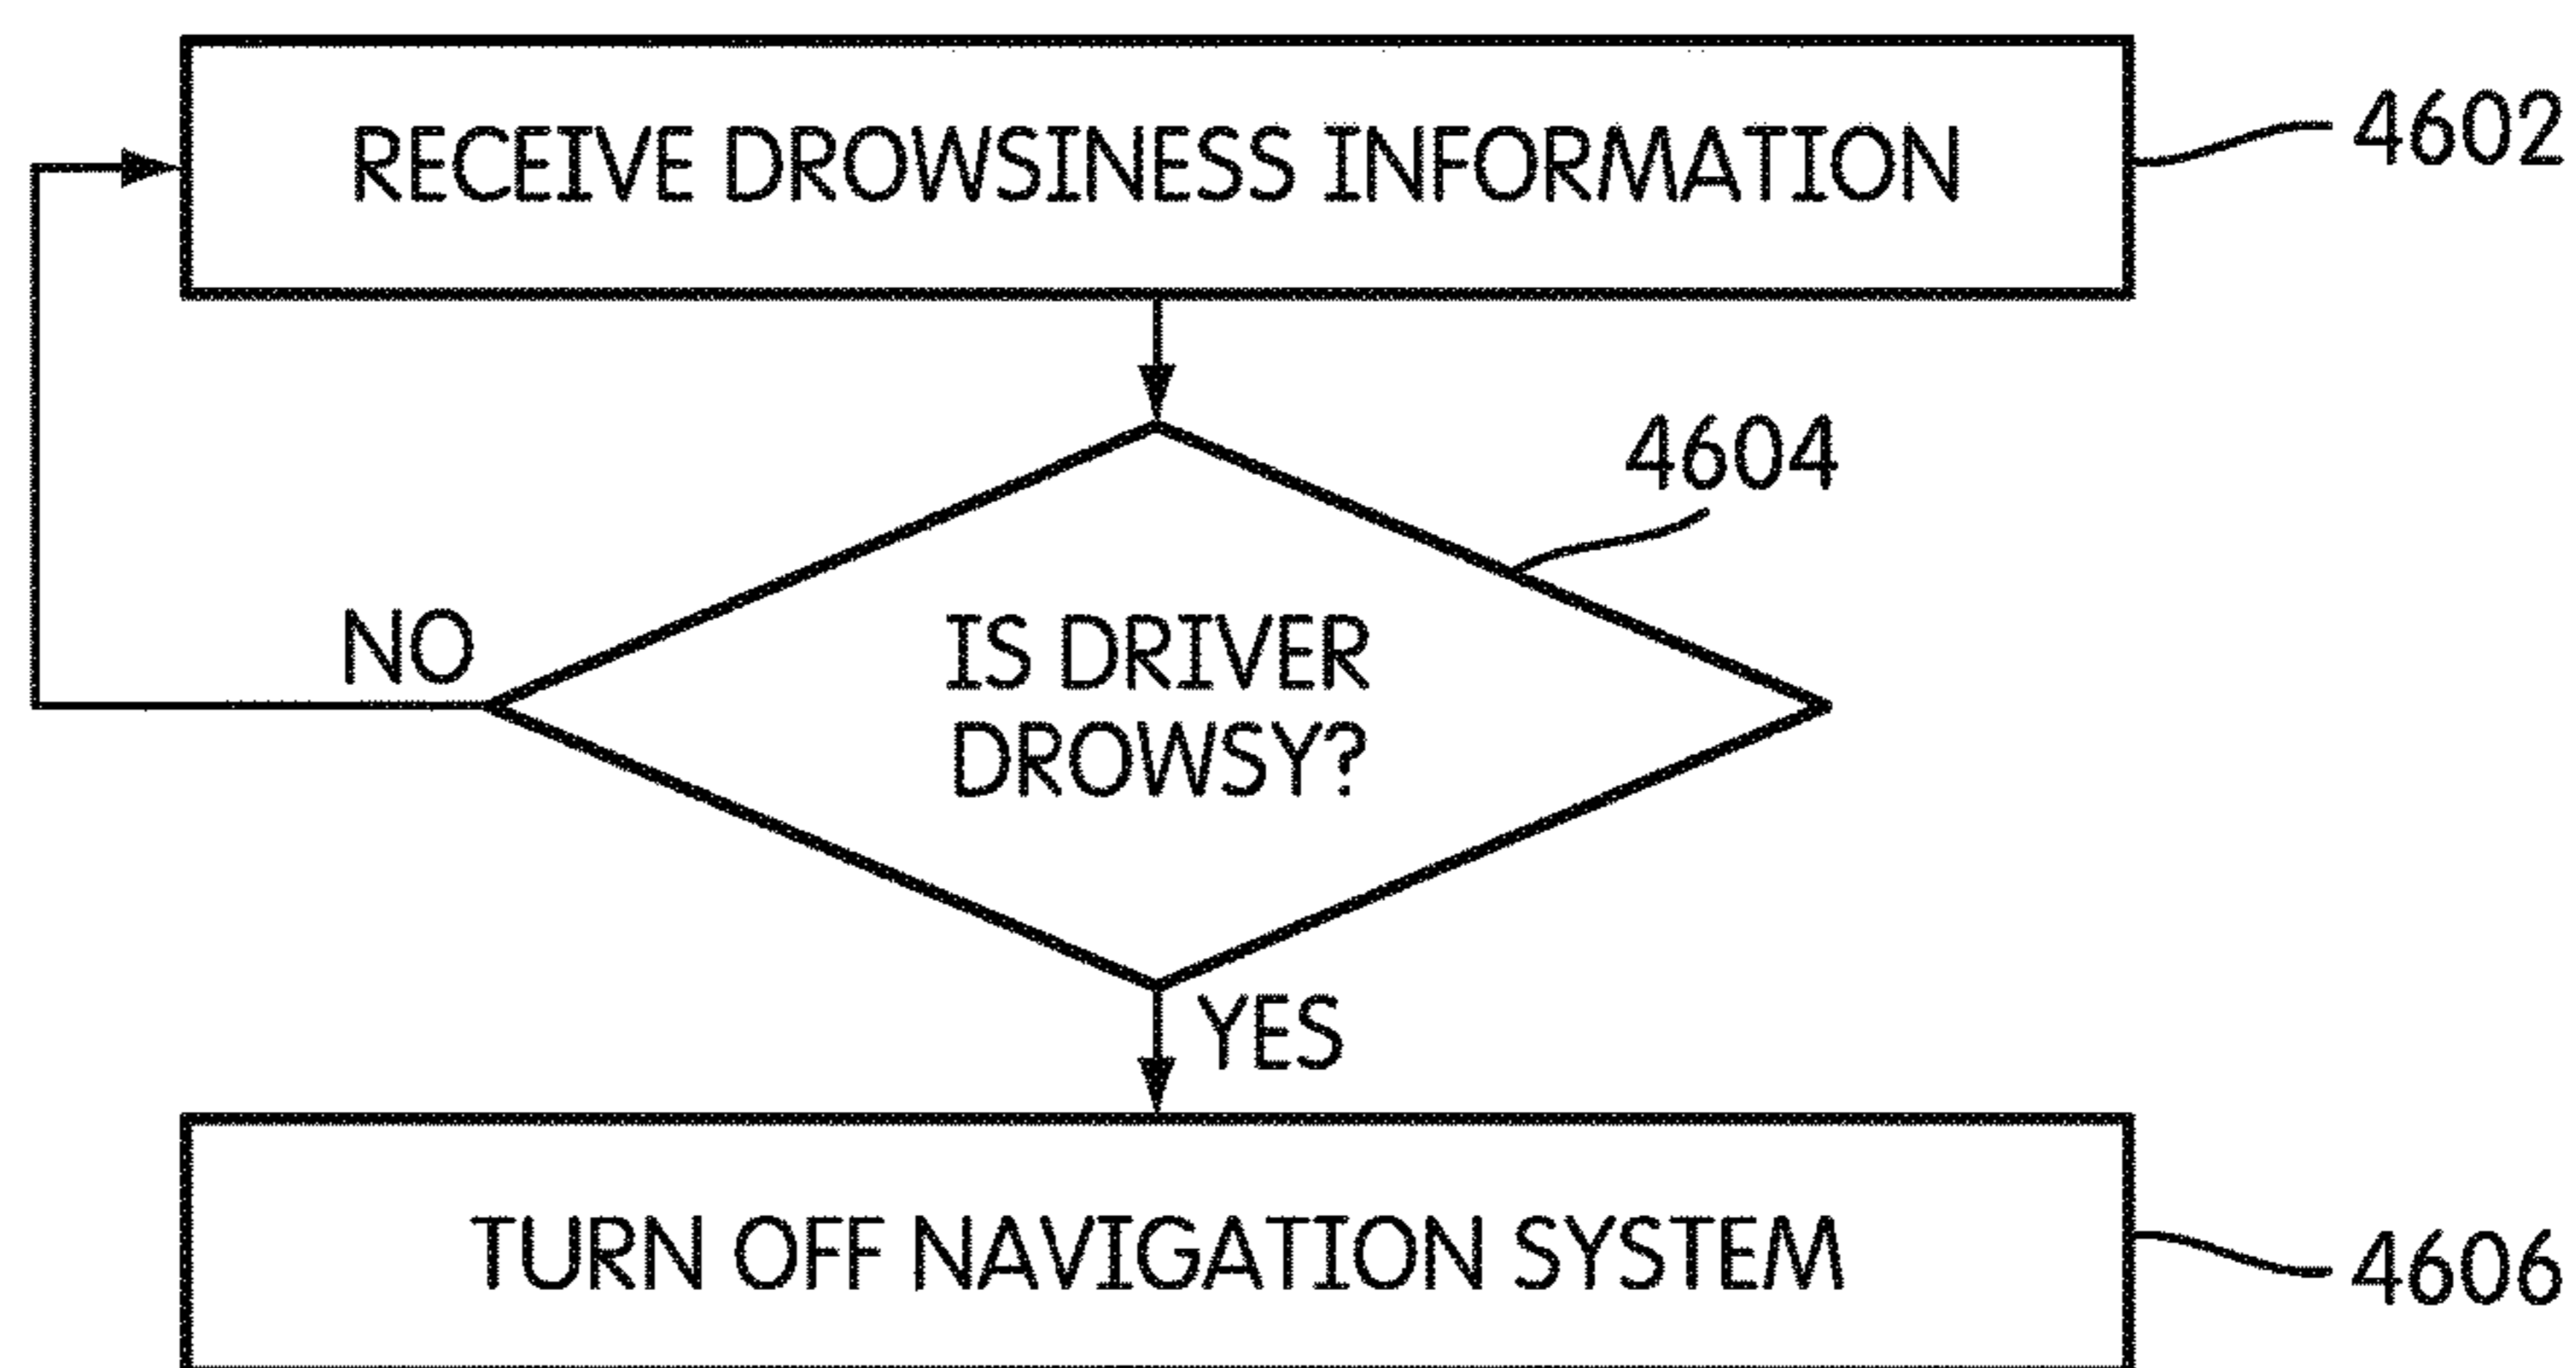 RECEIVE DROWSINESS INFORMATION
4602
4604
NO
IS DRIVER
DROWSY?
YES
TURN OFF NAVIGATION SYSTEM
4606